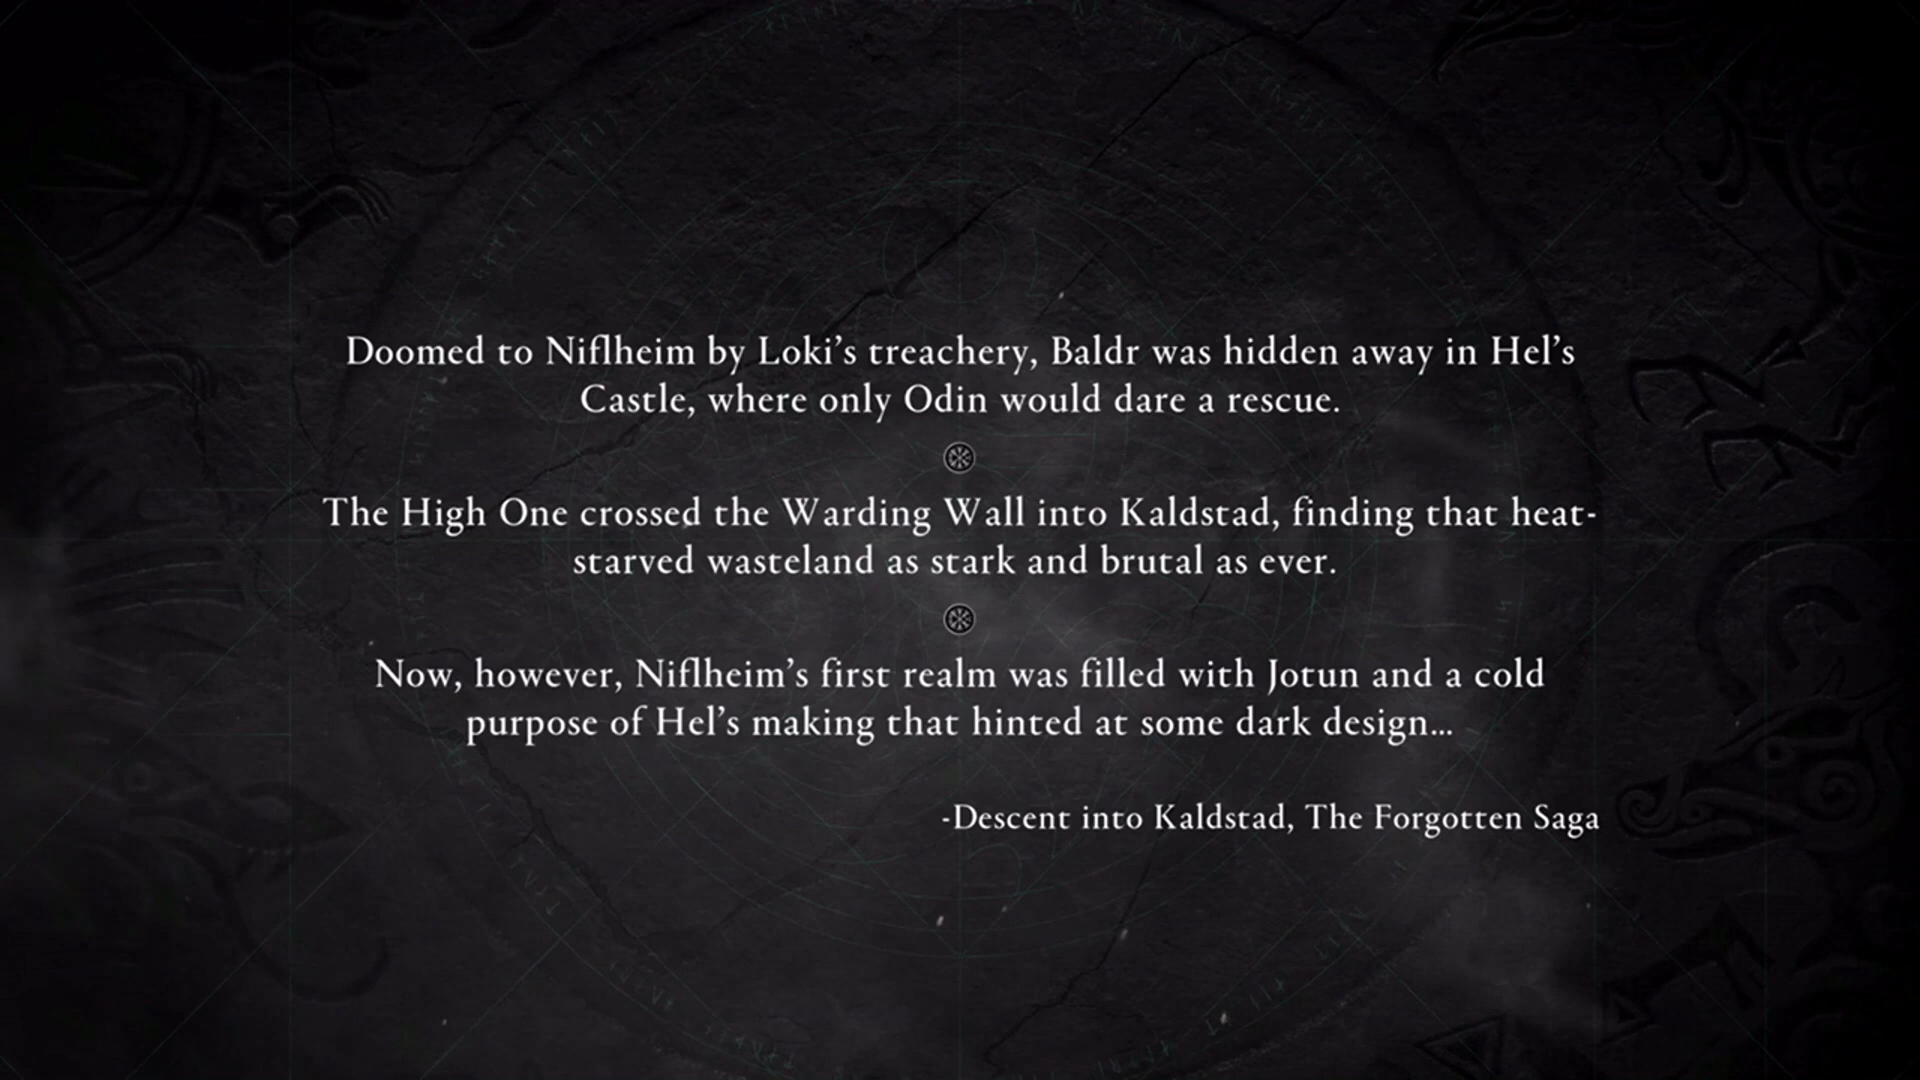 Doomed to Niflheim by Loki’s treachery, Baldr was hidden away in Hel’s
Castle, where only Odin would dare a rescue.
The High One crossed the Warding Wall into Kaldstad, finding that heat-
starved wasteland as stark and brutal as ever.
Now, however, Niflheim’s first realm was filled with Jotun and a cold
purpose of Hel’s making that hinted at some dark design...
-Descent into Kaldstad, The Forgotten Saga